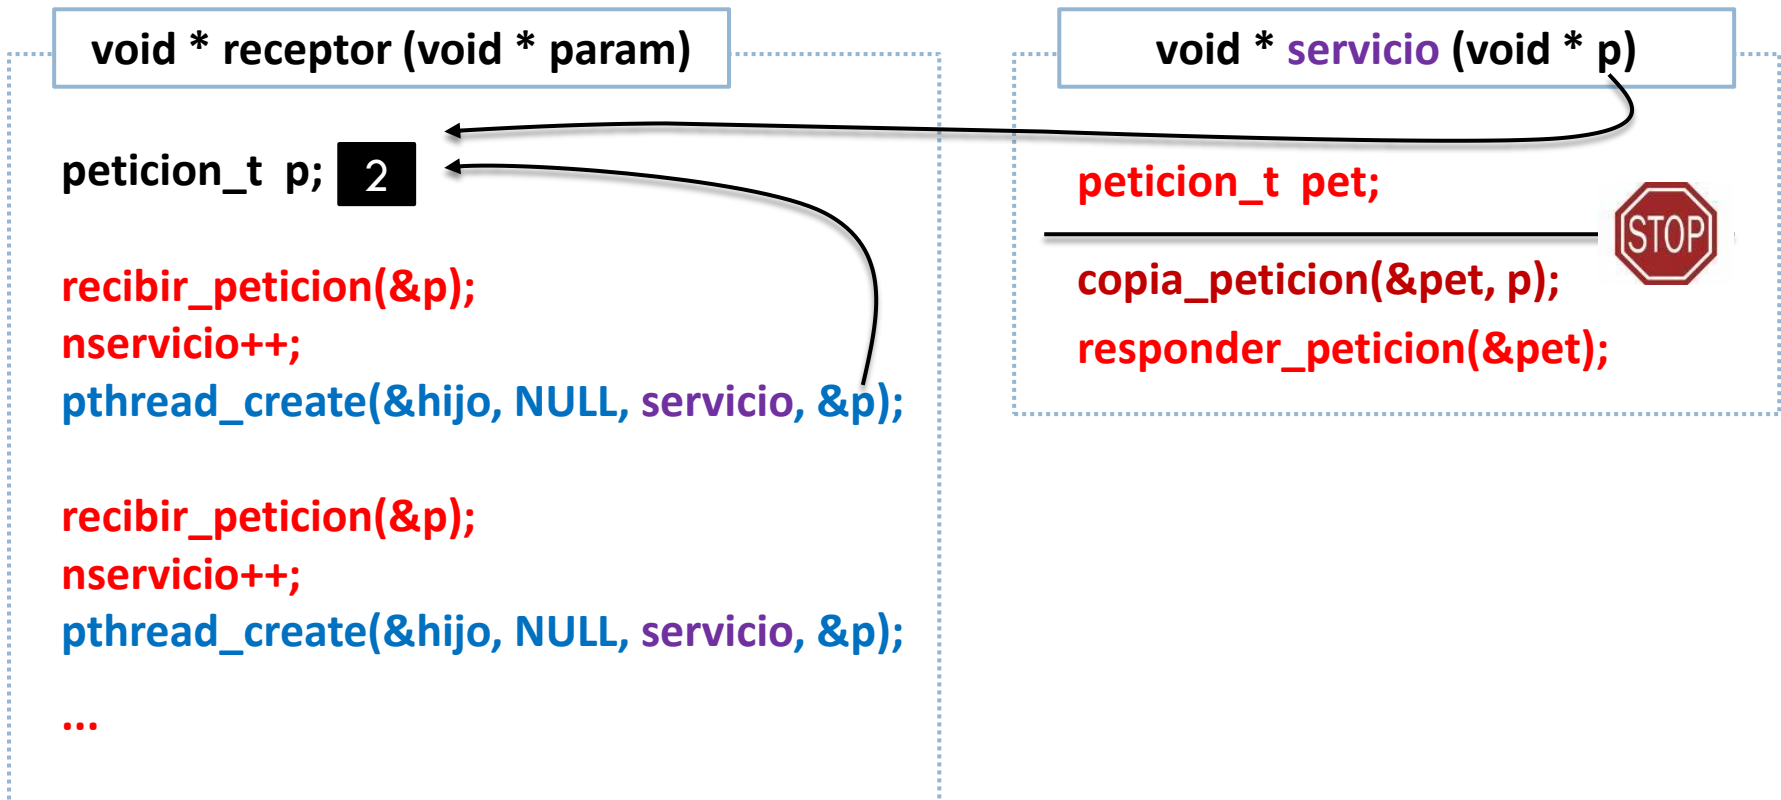 void * receptor (void * param)
peticion_t p; 2
recibir_peticion(&p);
nservicio++;
pthread_create(&hijo, NULL, servicio, &p);
recibir_peticion(&p);
nservicio++;
pthread_create(&hijo, NULL, servicio, &p);
...
void * servicio (void * p)
peticion_t pet;
STOP
copia_peticion(&pet, p);
responder_peticion(&pet);